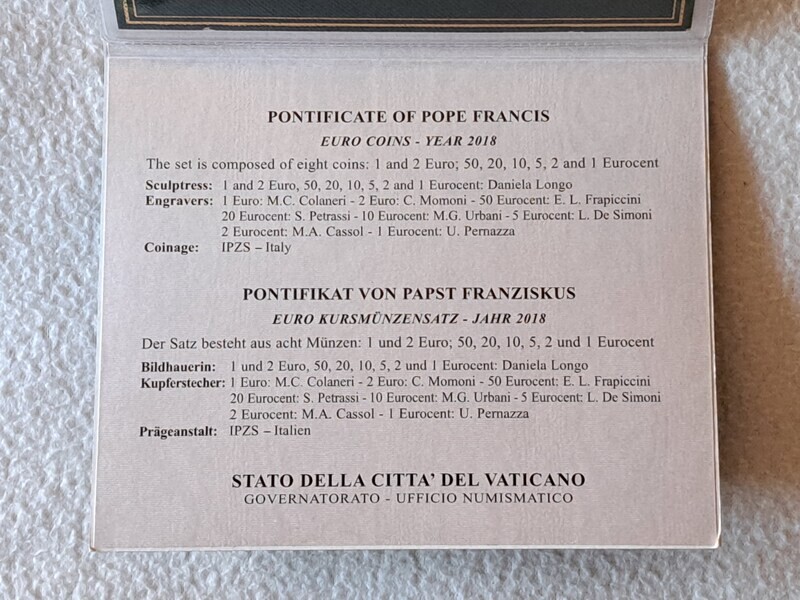 PONTIFICATE OF POPE FRANCIS
EURO COINS - YEAR 2018
The set is composed of eight coins: 1 and 2 Euro; 50, 20, 10, 5, 2 and 1 Eurocent
Sculptress: 1 and 2 Euro, 50, 20, 10, 5, 2 and 1 Eurocent: Daniela Longo
Engravers: 1 Euro: M.C. Colaneri - 2 Euro: C. Momoni - 50 Eurocent: E. L. Frapiccini
20 Eurocent: S. Petrassi - 10 Eurocent: M.G. Urbani - 5 Eurocent: L. De Simoni
2 Eurocent: M.A. Cassol - 1 Eurocent: U. Pernazza
Coinage: IPZS – Italy
PONTIFIKAT VON PAPST FRANZISKUS
EURO KURSMÜNZENSATZ - JAHR 2018
Der Satz besteht aus acht Münzen: 1 und 2 Euro; 50, 20, 10, 5, 2 und 1 Eurocent
Bildhauerin: 1 und 2 Euro, 50, 20, 10, 5, 2 und 1 Eurocent: Daniela Longo
Kupferstecher: 1 Euro: M.C. Colaneri - 2 Euro: C. Momoni - 50 Eurocent: E. L. Frapiccini
20 Eurocent: S. Petrassi - 10 Eurocent: M.G. Urbani - 5 Eurocent: L. De Simoni
2 Eurocent: M.A. Cassol - 1 Eurocent: U. Pernazza
Prägeanstalt: IPZS – Italien
STATO DELLA CITTA' DEL VATICANO
GOVERNATORATO - UFFICIO NUMISMATICO